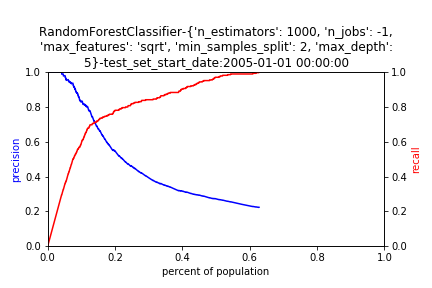 RandomForestClassifier-{'n_estimators': 1000, 'n_jobs': -1,
'max_features': 'sqrt', 'min_samples_split': 2, 'max_depth':
5}-test_set_start_date:2005-01-01 00:00:00
1.0
0.8
0.6
0.4
0.2
0.0
precision
1.0
0.8
0.6
0.4
0.2
0.0
recall
0.0 0.2 0.4 0.6 0.8 1.0
percent of population